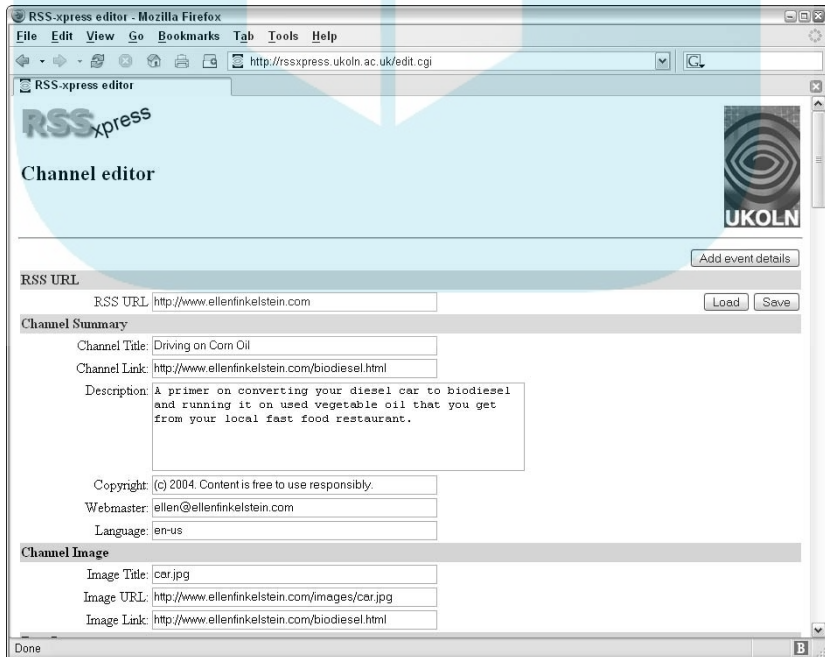 RSS-xpress editor - Mozilla Firefox
File Edit View Go Bookmarks Tab Tools Help
http://rssxpress.ukoln.ac.uk/edit.cgi
G
RSS-xpress editor
RSSxpress
Channel editor
UKOLN
Add event details
RSS URL
RSS URL http://www.ellenfinkelstein.com Load Save
Channel Summary
Channel Title: Driving on Corn Oil
Channel Link: http://www.ellenfinkelstein.com/biodiesel.html
Description: A primer on converting your diesel car to biodiesel
and running it on used vegetable oil that you get
from your local fast food restaurant.
Copyright: (c) 2004. Content is free to use responsibly.
Webmaster: ellen@ellenfinkelstein.com
Language: en-us
Channel Image
Image Title: car.jpg
Image URL: http://www.ellenfinkelstein.com/images/car.jpg
Image Link: http://www.ellenfinkelstein.com/biodiesel.html
Done B